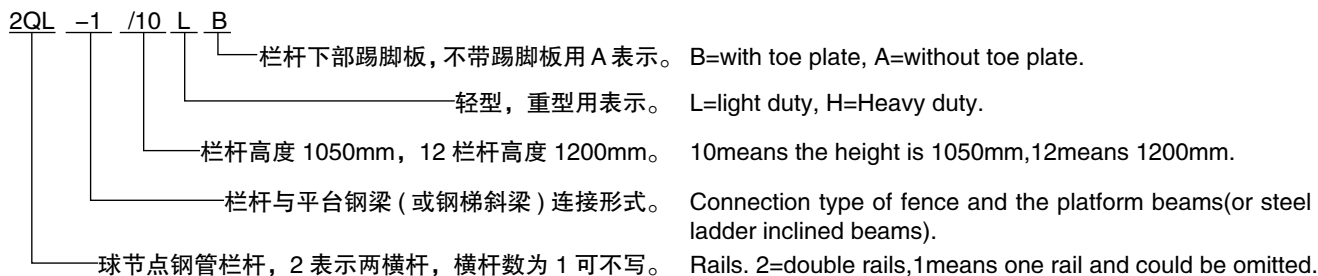 2QL –1 /10 L B
栏杆下部踢脚板，不带踢脚板用A表示。 B=with toe plate, A=without toe plate.
轻型，重型用表示。 L=light duty, H=Heavy duty.
栏杆高度 1050mm，12 栏杆高度 1200mm。 10means the height is 1050mm,12means 1200mm.
栏杆与平台钢梁 ( 或钢梯斜梁 ) 连接形式。 Connection type of fence and the platform beams(or steel
ladder inclined beams).
球节点钢管栏杆，2 表示两横杆，横杆数为 1 可不写。 Rails. 2=double rails,1means one rail and could be omitted.